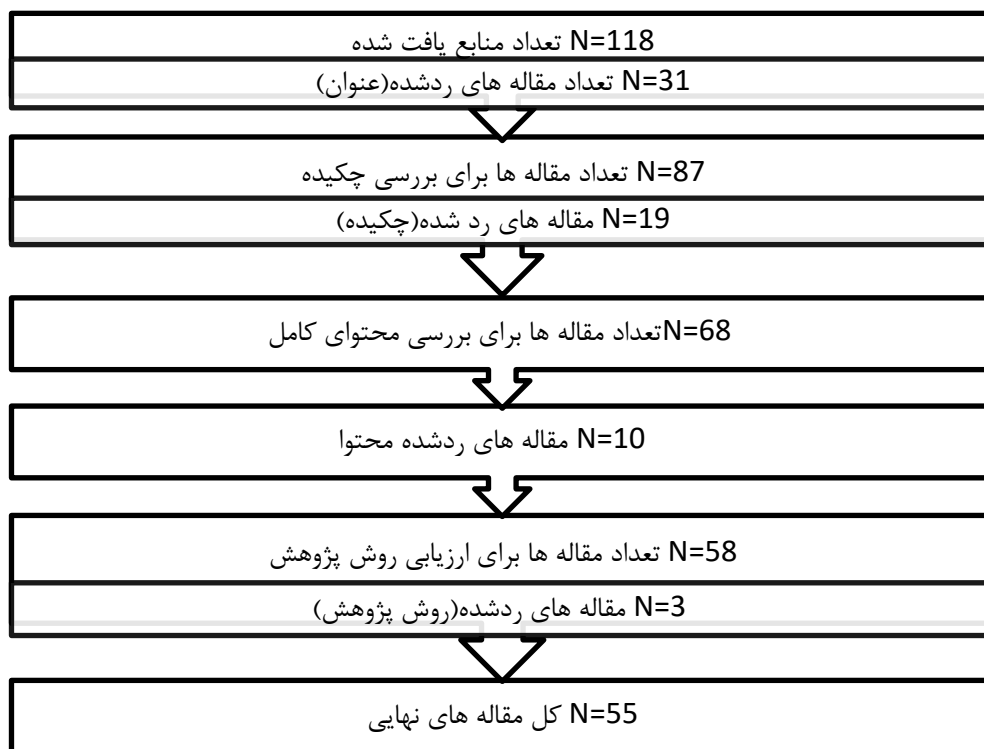 تعداد منابع یافت شده N=118
تعداد مقاله های ردشده(عنوان) N=31
تعداد مقاله ها برای بررسی چکیده N=87
مقاله های رد شده(چکیده) N=19
تعداد مقاله ها برای بررسی محتوای کامل N=68
مقاله های ردشده محتوا N=10
تعداد مقاله ها برای ارزیابی روش پژوهش N=58
مقاله های ردشده(روش پژوهش) N=3
کل مقاله های نهایی N=55